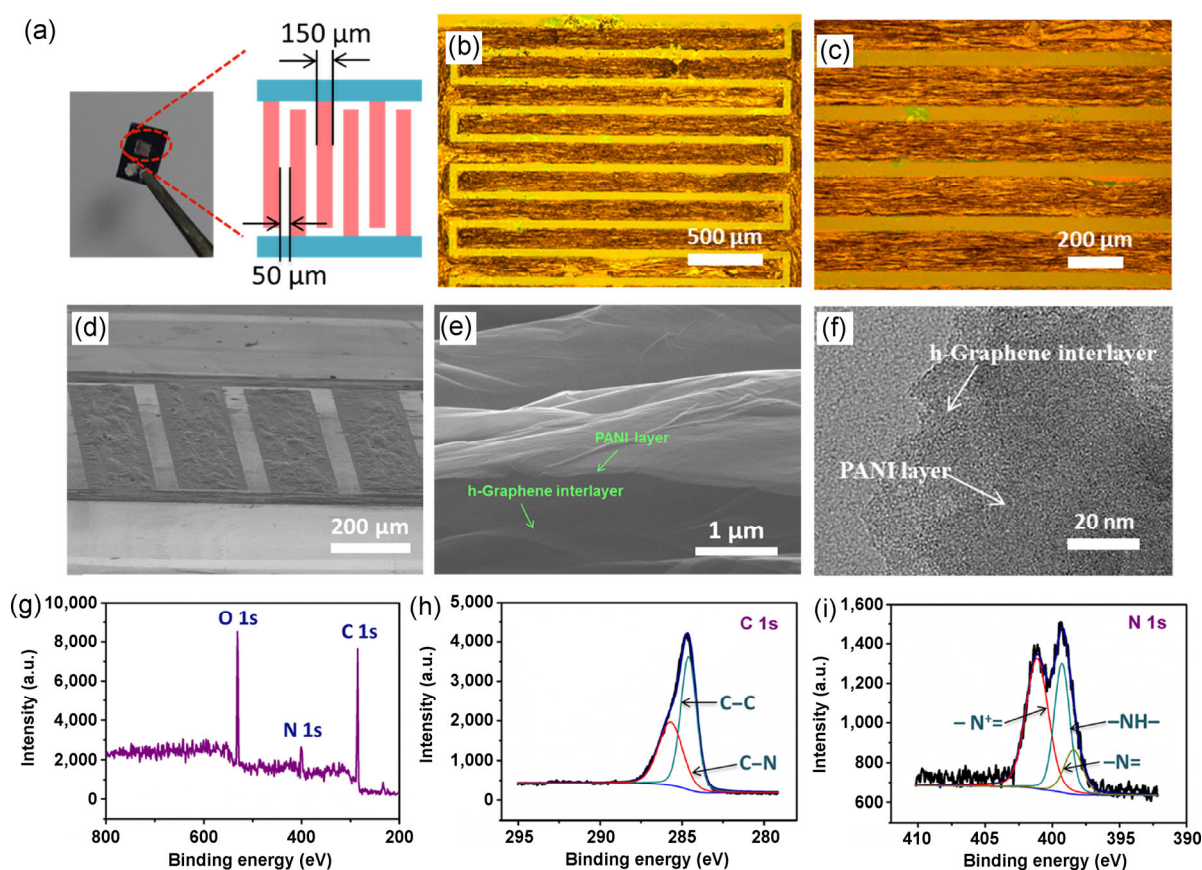 (a)
150 µm
50 µm
(b)
500 µm
(c)
200 µm
(d)
200 µm
(e)
PANI layer
h-Graphene interlayer
1 µm
(f)
h-Graphene interlayer
PANI layer
20 nm
(g)
10,000
8,000
6,000
4,000
2,000
0
O 1s
N 1s
C 1s
800
600
400
200
Intensity (a.u.)
Binding energy (eV)
(h)
5,000
4,000
3,000
2,000
1,000
0
C 1s
C–C
C–N
295
290
285
279
Intensity (a.u.)
Binding energy (eV)
(i)
1,600
1,400
1,200
1,000
800
600
N 1s
–N⁺=
–NH–
–N=
410
405
400
395
390
Intensity (a.u.)
Binding energy (eV)